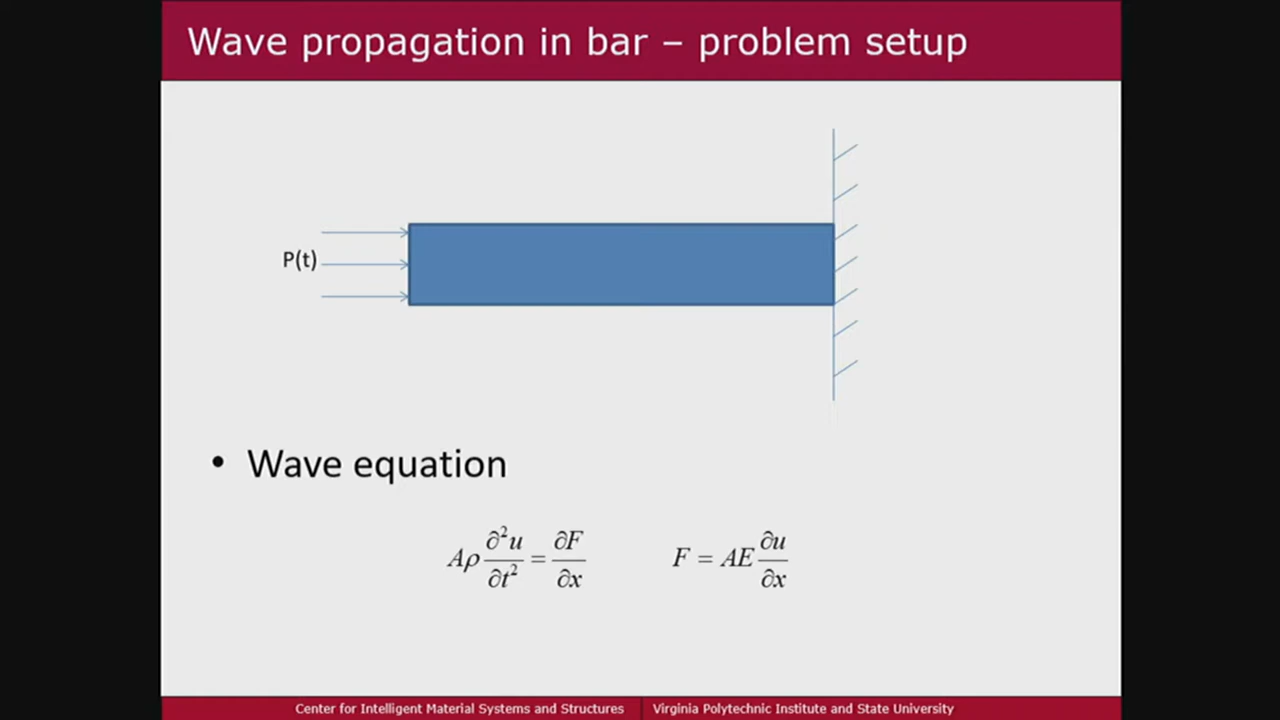 Wave propagation in bar – problem setup
P(t)
• Wave equation
Aρ ∂²u/∂t² = ∂F/∂x    F = AE ∂u/∂x
Center for Intelligent Material Systems and Structures    Virginia Polytechnic Institute and State University